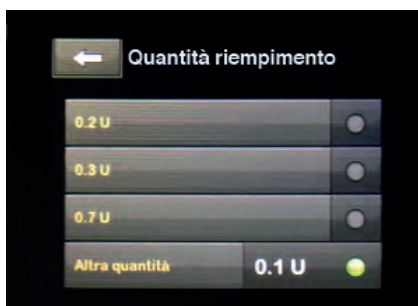 Quantità riempimento
0.2 U
0.3 U
0.7 U
Altra quantità 0.1 U